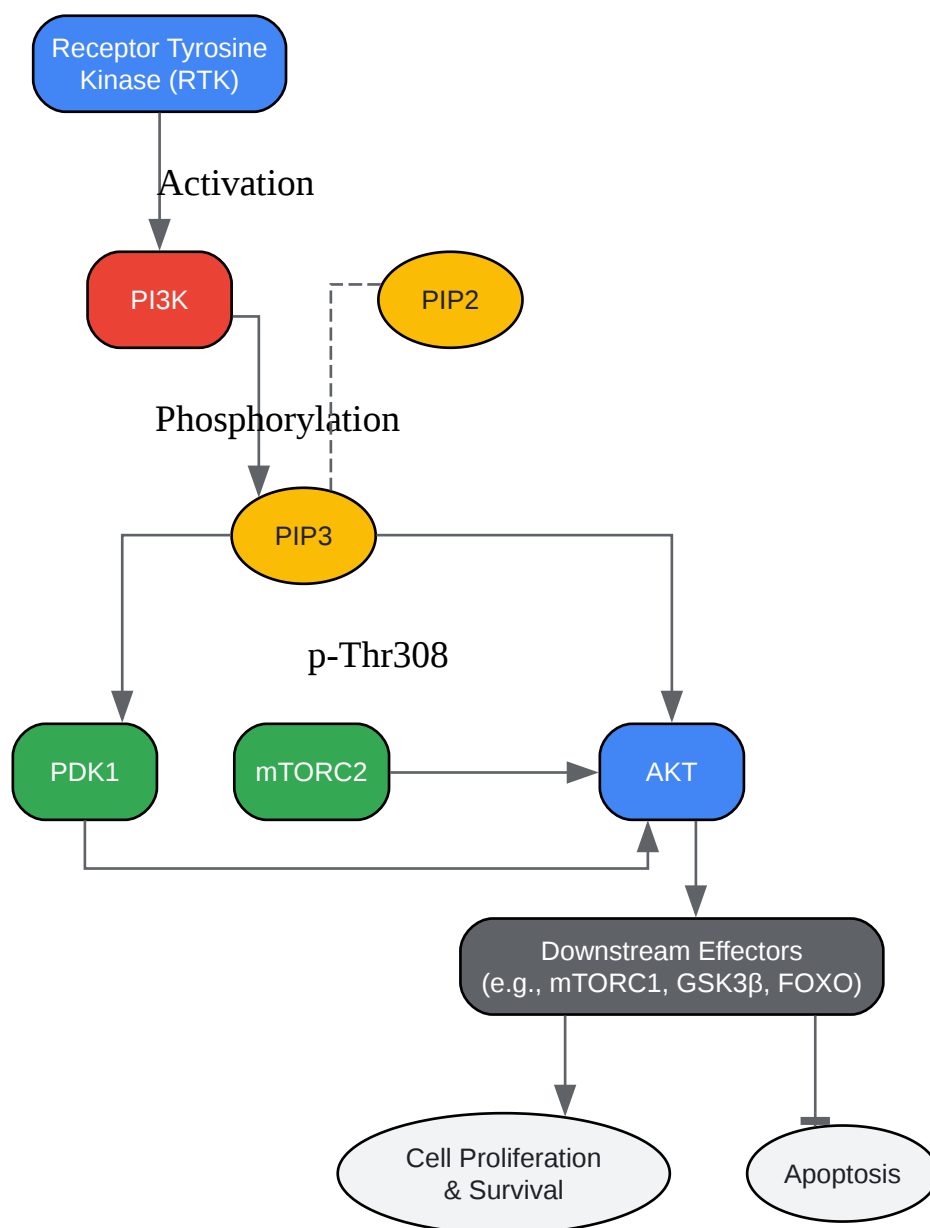 Receptor Tyrosine
Kinase (RTK)
Activation
PI3K
PIP2
Phosphorylation
PIP3
p-Thr308
PDK1
mTORC2
AKT
Downstream Effectors
(e.g., mTORC1, GSK3β, FOXO)
Cell Proliferation
& Survival
Apoptosis